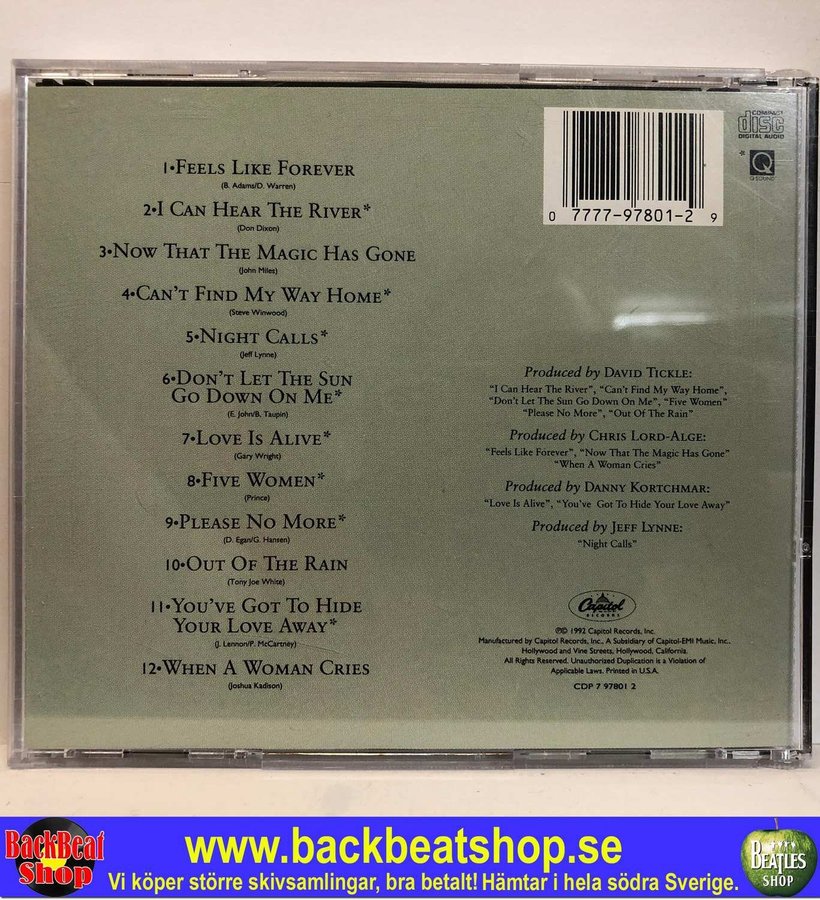 1•FEELS LIKE FOREVER
(B. Adams/D. Warren)
2•I CAN HEAR THE RIVER*
(Don Dixon)
3•NOW THAT THE MAGIC HAS GONE
(John Miles)
4•CAN'T FIND MY WAY HOME*
(Steve Winwood)
5•NIGHT CALLS*
(Jeff Lynne)
6•DON'T LET THE SUN
GO DOWN ON ME*
(E. John/B. Taupin)
7•LOVE IS ALIVE*
(Gary Wright)
8•FIVE WOMEN*
(Prince)
9•PLEASE NO MORE*
(D. Egan/G. Hansen)
10•OUT OF THE RAIN
(Tony Joe White)
11•YOU'VE GOT TO HIDE
YOUR LOVE AWAY*
(J. Lennon/P. McCartney)
12•WHEN A WOMAN CRIES
(Joshua Kadison)
0 7777-97801-2 9
COMPACT
disc
DIGITAL AUDIO
* Q
QSOUND
Produced by DAVID TICKLE:
"I Can Hear The River", "Can't Find My Way Home",
"Don't Let The Sun Go Down On Me", "Five Women"
"Please No More", "Out Of The Rain"
Produced by CHRIS LORD-ALGE:
"Feels Like Forever", "Now That The Magic Has Gone"
"When A Woman Cries"
Produced by DANNY KORTCHMAR:
"Love Is Alive", "You've Got To Hide Your Love Away"
Produced by JEFF LYNNE:
"Night Calls"
Capitol
RECORDS
℗© 1992 Capitol Records, Inc.
Manufactured by Capitol Records, Inc., A Subsidiary of Capitol-EMI Music, Inc.,
Hollywood and Vine Streets, Hollywood, California.
All Rights Reserved. Unauthorized Duplication is a Violation of
Applicable Laws. Printed in U.S.A.
CDP 7 97801 2
BackBeat
Shop
www.backbeatshop.se
Vi köper större skivsamlingar, bra betalt! Hämtar i hela södra Sverige.
BEATLES
SHOP